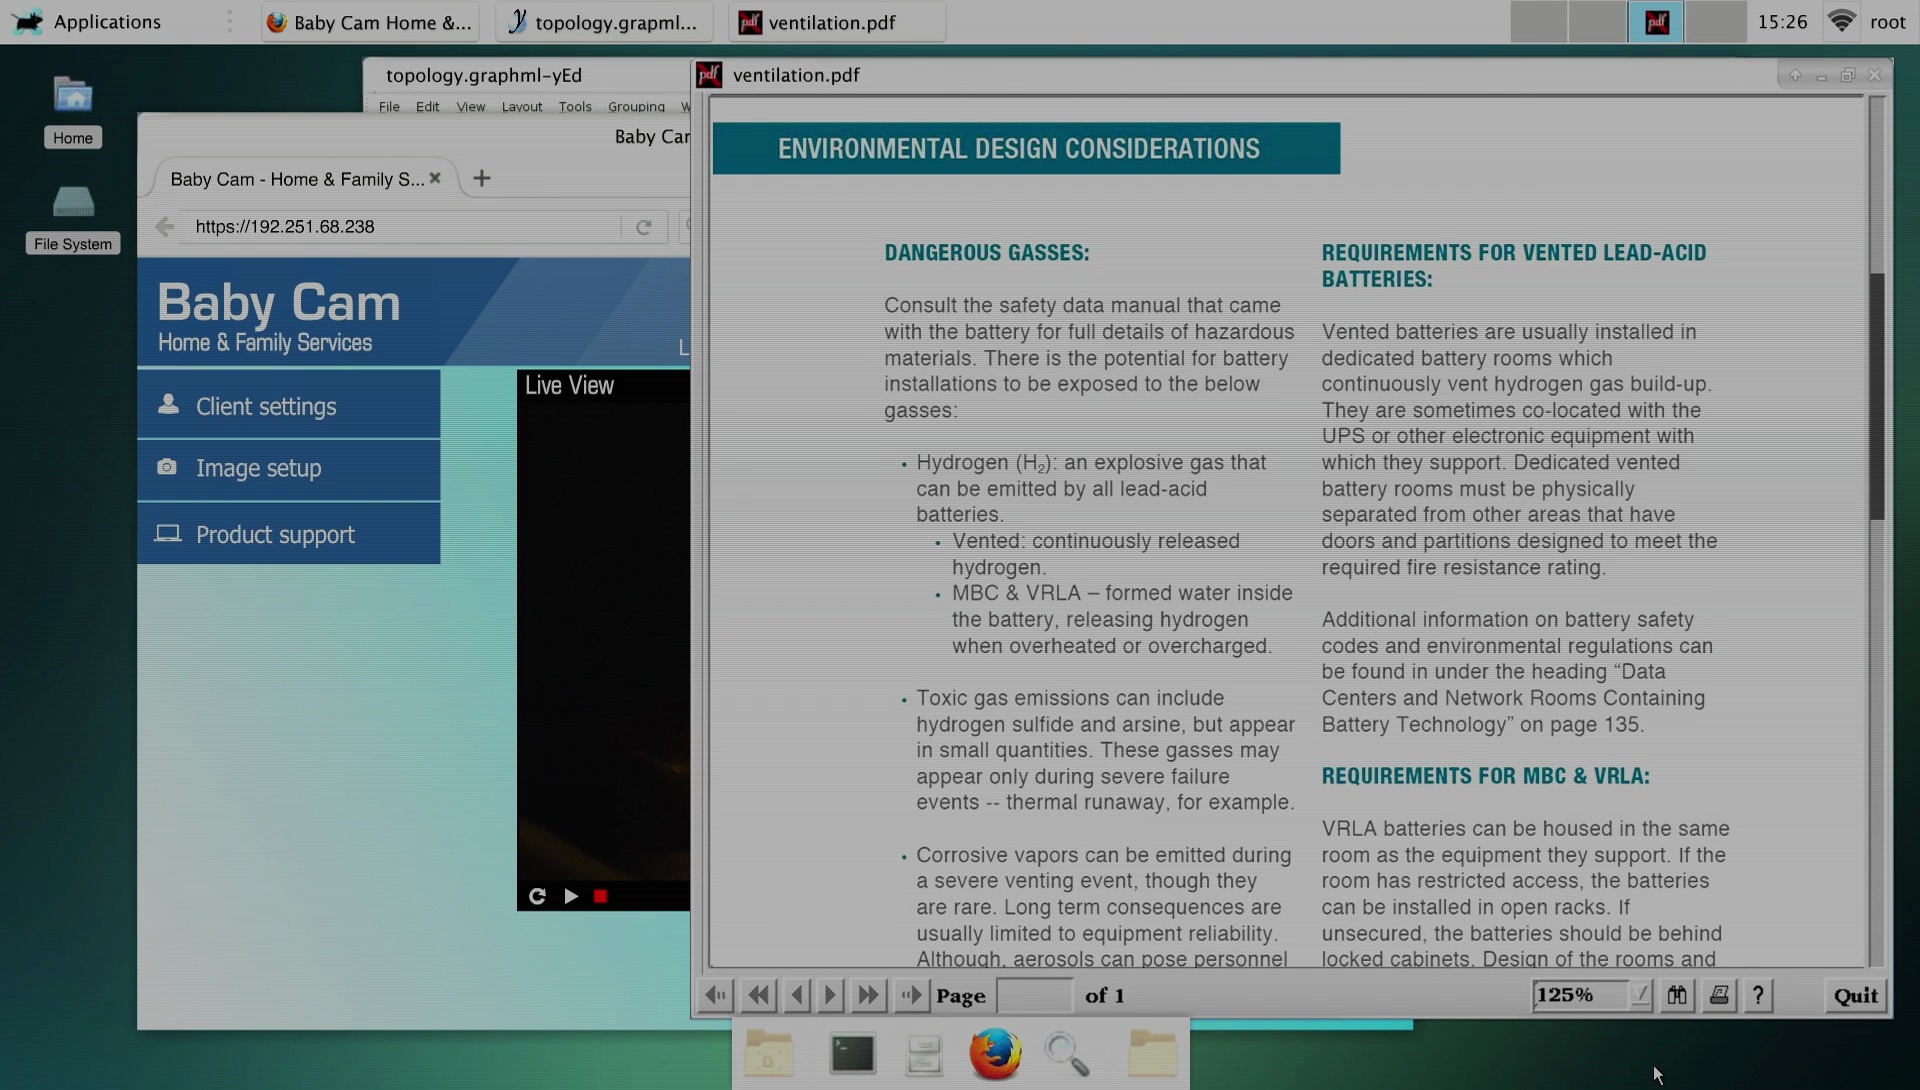 Applications
Baby Cam Home &...
topology.grapml...
ventilation.pdf
15:26
root
Home
File System
topology.graphml-yEd
File Edit View Layout Tools Grouping W
Baby Car
Baby Cam - Home & Family S...
https://192.251.68.238
Baby Cam
Home & Family Services
L
Client settings
Image setup
Product support
Live View
pdf ventilation.pdf
ENVIRONMENTAL DESIGN CONSIDERATIONS
DANGEROUS GASSES:
Consult the safety data manual that came
with the battery for full details of hazardous
materials. There is the potential for battery
installations to be exposed to the below
gasses:
• Hydrogen (H₂): an explosive gas that
can be emitted by all lead-acid
batteries.
• Vented: continuously released
hydrogen.
• MBC & VRLA – formed water inside
the battery, releasing hydrogen
when overheated or overcharged.
• Toxic gas emissions can include
hydrogen sulfide and arsine, but appear
in small quantities. These gasses may
appear only during severe failure
events -- thermal runaway, for example.
• Corrosive vapors can be emitted during
a severe venting event, though they
are rare. Long term consequences are
usually limited to equipment reliability.
Although, aerosols can pose personnel
REQUIREMENTS FOR VENTED LEAD-ACID
BATTERIES:
Vented batteries are usually installed in
dedicated battery rooms which
continuously vent hydrogen gas build-up.
They are sometimes co-located with the
UPS or other electronic equipment with
which they support. Dedicated vented
battery rooms must be physically
separated from other areas that have
doors and partitions designed to meet the
required fire resistance rating.
Additional information on battery safety
codes and environmental regulations can
be found in under the heading “Data
Centers and Network Rooms Containing
Battery Technology” on page 135.
REQUIREMENTS FOR MBC & VRLA:
VRLA batteries can be housed in the same
room as the equipment they support. If the
room has restricted access, the batteries
can be installed in open racks. If
unsecured, the batteries should be behind
locked cabinets. Design of the rooms and
Page of 1
125%
?
Quit